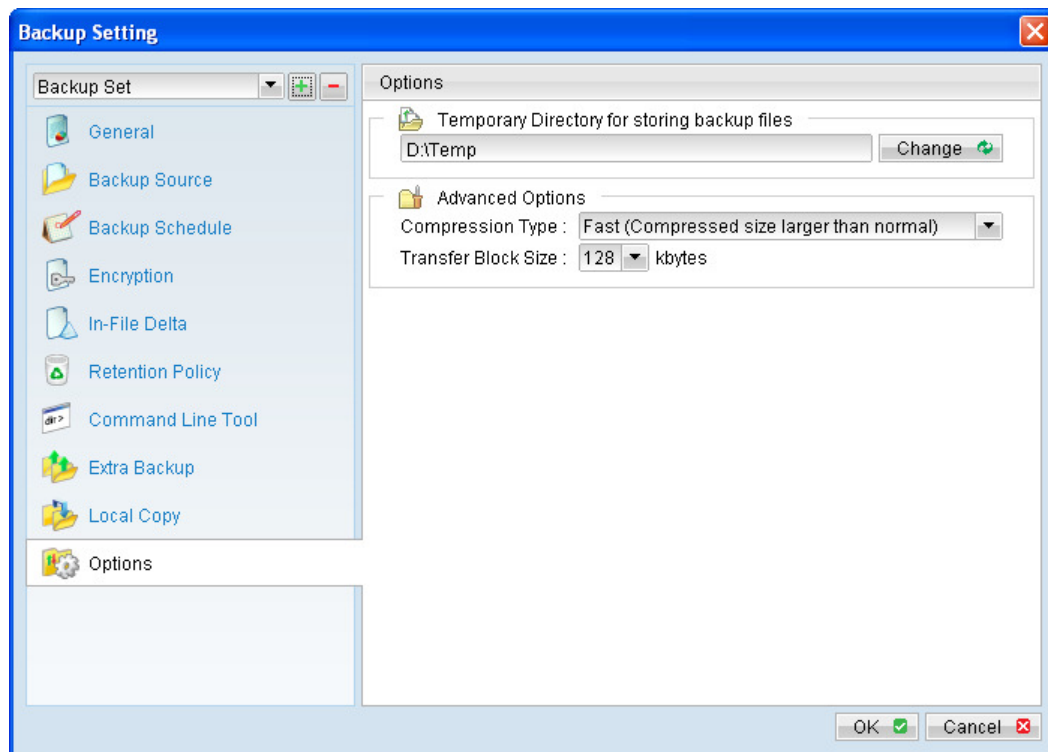 Backup Setting
Backup Set
General
Backup Source
Backup Schedule
Encryption
In-File Delta
Retention Policy
dir >
Command Line Tool
Extra Backup
Local Copy
Options
Options
Temporary Directory for storing backup files
D:\Temp
Change
Advanced Options
Compression Type : Fast (Compressed size larger than normal)
Transfer Block Size : 128 kbytes
OK Cancel